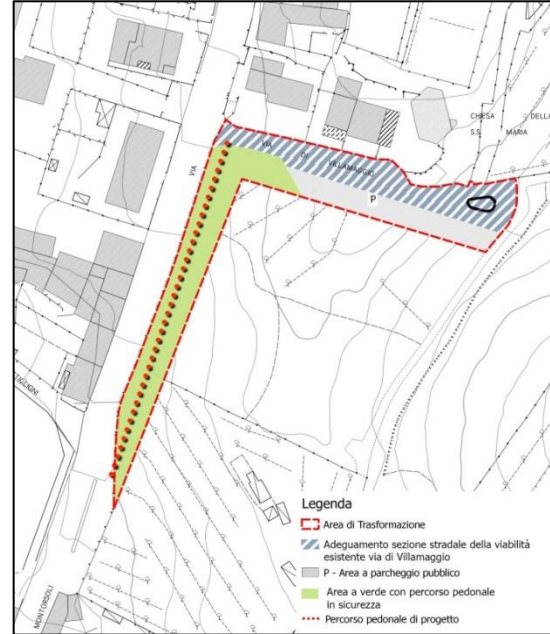 CHIESA
DELLA
S.S.
MARIA
VIA
DI
VILLAMAGGIO
VIA
P
MONTORSOLI
Legenda
Area di Trasformazione
Adeguamento sezione stradale della viabilità
esistente via di Villamaggio
P - Area a parcheggio pubblico
Area a verde con percorso pedonale
in sicurezza
Percorso pedonale di progetto